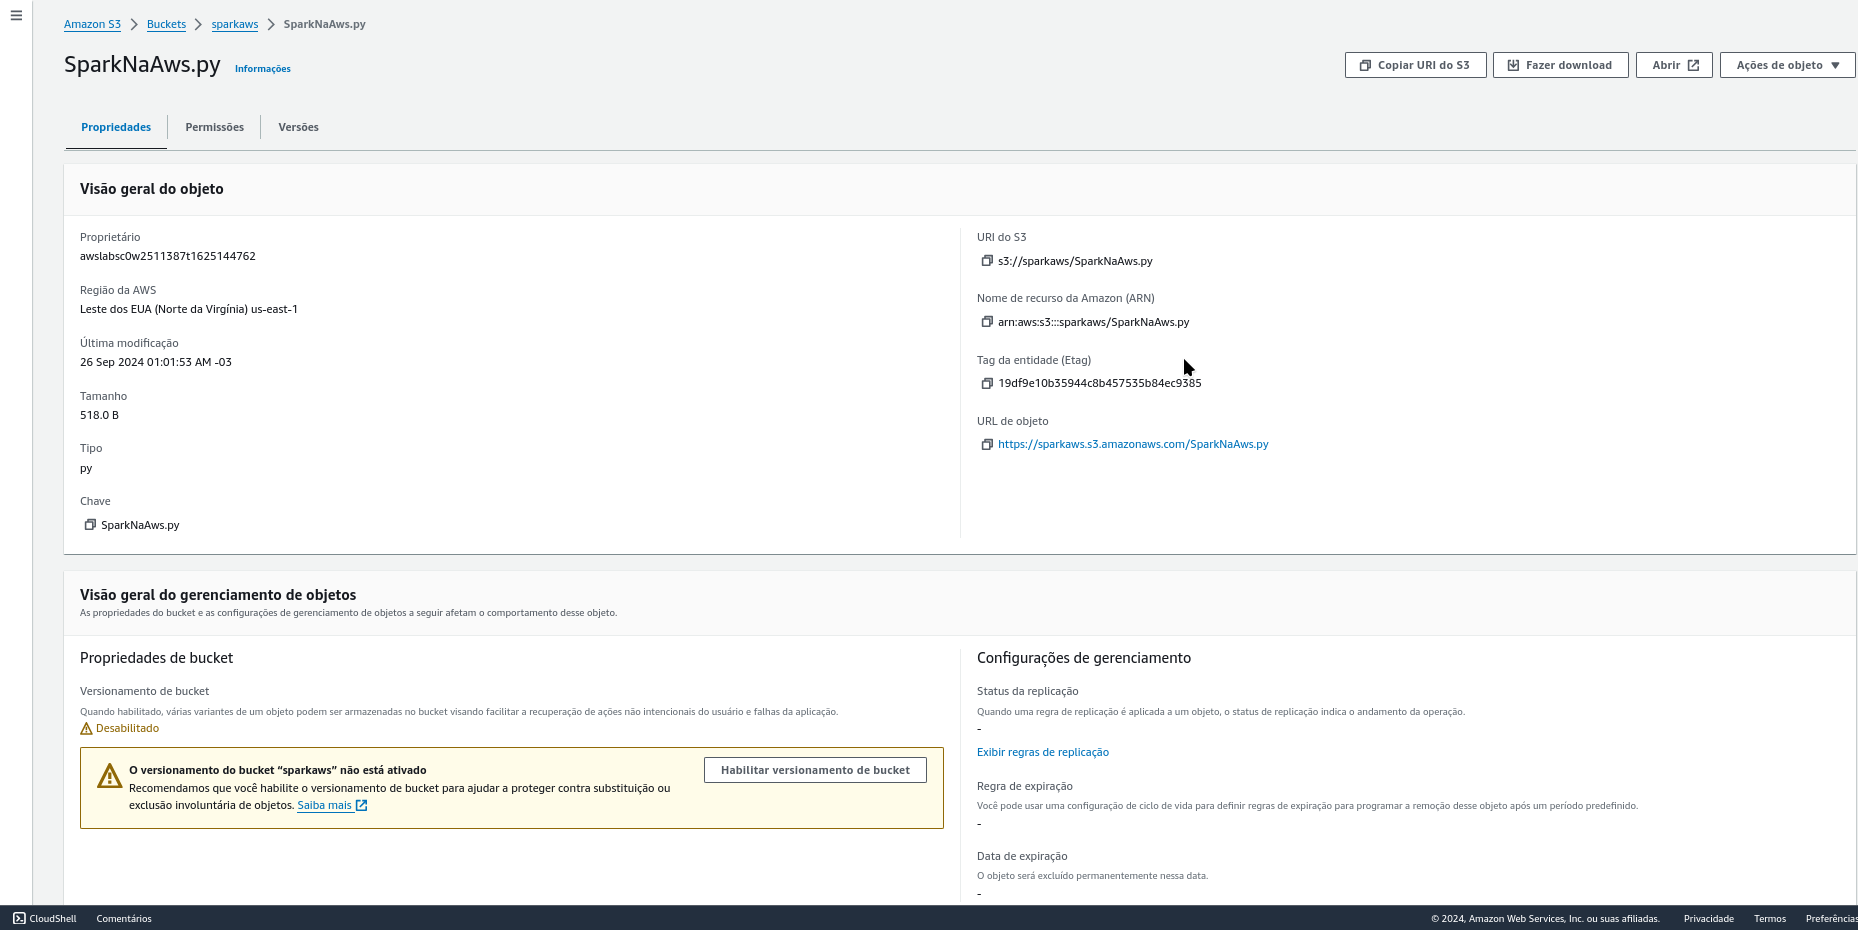 Amazon S3 > Buckets > sparkaws > SparkNaAws.py
SparkNaAws.py Informações
Copiar URI do S3 Fazer download Abrir Ações de objeto
Propriedades Permissões Versões
Visão geral do objeto
Proprietário
awslabsc0w2511387t1625144762
Região da AWS
Leste dos EUA (Norte da Virgínia) us-east-1
Última modificação
26 Sep 2024 01:01:53 AM -03
Tamanho
518.0 B
Tipo
py
Chave
SparkNaAws.py
URI do S3
s3://sparkaws/SparkNaAws.py
Nome de recurso da Amazon (ARN)
arn:aws:s3:::sparkaws/SparkNaAws.py
Tag da entidade (Etag)
19df9e10b35944c8b457535b84ec9385
URL de objeto
https://sparkaws.s3.amazonaws.com/SparkNaAws.py
Visão geral do gerenciamento de objetos
As propriedades do bucket e as configurações de gerenciamento de objetos a seguir afetam o comportamento desse objeto.
Propriedades de bucket
Versionamento de bucket
Quando habilitado, várias variantes de um objeto podem ser armazenadas no bucket visando facilitar a recuperação de ações não intencionais do usuário e falhas da aplicação.
Desabilitado
O versionamento do bucket “sparkaws” não está ativado
Recomendamos que você habilite o versionamento de bucket para ajudar a proteger contra substituição ou
exclusão involuntária de objetos. Saiba mais
Habilitar versionamento de bucket
Configurações de gerenciamento
Status da replicação
Quando uma regra de replicação é aplicada a um objeto, o status de replicação indica o andamento da operação.
-
Exibir regras de replicação
Regra de expiração
Você pode usar uma configuração de ciclo de vida para definir regras de expiração para programar a remoção desse objeto após um período predefinido.
-
Data de expiração
O objeto será excluído permanentemente nessa data.
-
CloudShell Comentários © 2024, Amazon Web Services, Inc. ou suas afiliadas. Privacidade Termos Preferências